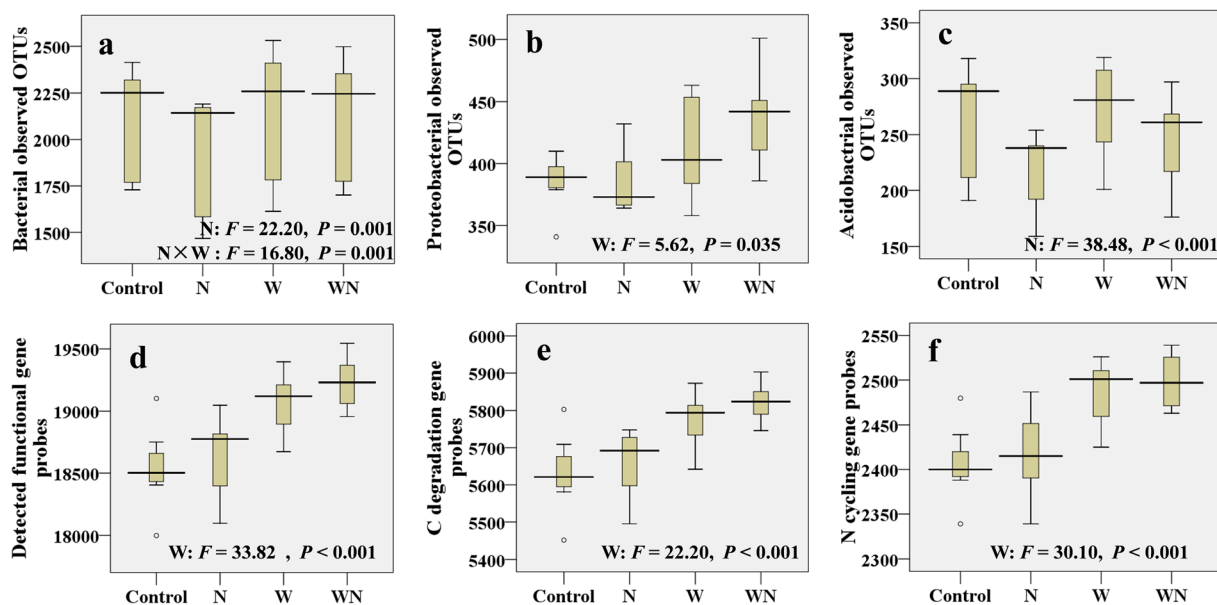 a
Bacterial observed OTUs
2500
2250
2000
1750
1500
N: F = 22.20, P = 0.001
N×W : F = 16.80, P = 0.001
Control N W WN
b
Proteobacterial observed
OTUs
500
450
400
350
W: F = 5.62, P = 0.035
Control N W WN
c
Acidobactrial observed
OTUs
350
300
250
200
150
N: F = 38.48, P < 0.001
Control N W WN
d
Detected functional gene
probes
19500
19000
18500
18000
W: F = 33.82 , P < 0.001
Control N W WN
e
C degradation gene
probes
6000
5900
5800
5700
5600
5500
5400
W: F = 22.20, P < 0.001
Control N W WN
f
N cycling gene probes
2550
2500
2450
2400
2350
2300
W: F = 30.10, P < 0.001
Control N W WN